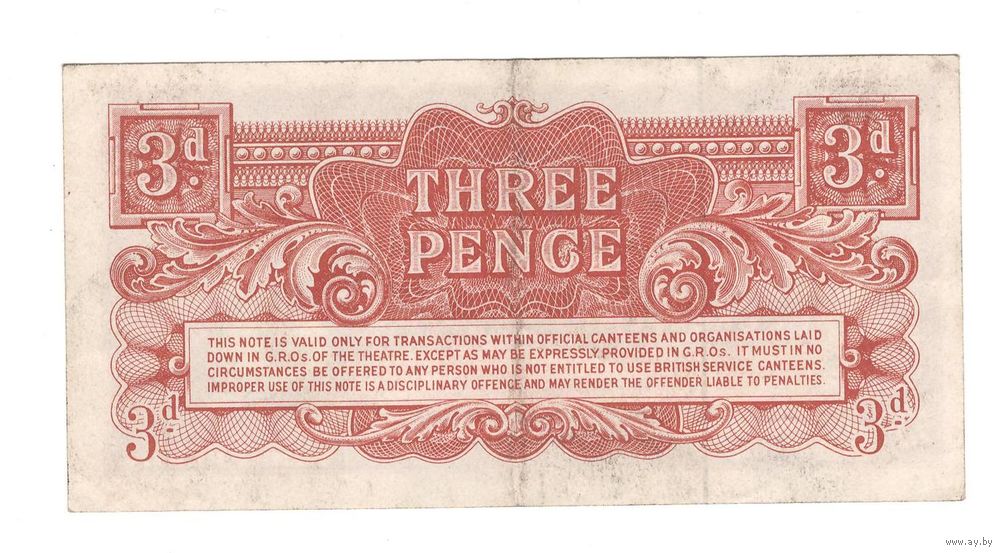 3d.
3d.
THREE
PENCE
THIS NOTE IS VALID ONLY FOR TRANSACTIONS WITHIN OFFICIAL CANTEENS AND ORGANISATIONS LAID
DOWN IN G.R.Os. OF THE THEATRE. EXCEPT AS MAY BE EXPRESSLY PROVIDED IN G.R.Os. IT MUST IN NO
CIRCUMSTANCES BE OFFERED TO ANY PERSON WHO IS NOT ENTITLED TO USE BRITISH SERVICE CANTEENS.
IMPROPER USE OF THIS NOTE IS A DISCIPLINARY OFFENCE AND MAY RENDER THE OFFENDER LIABLE TO PENALTIES.
3d.
3d.
www.ay.by